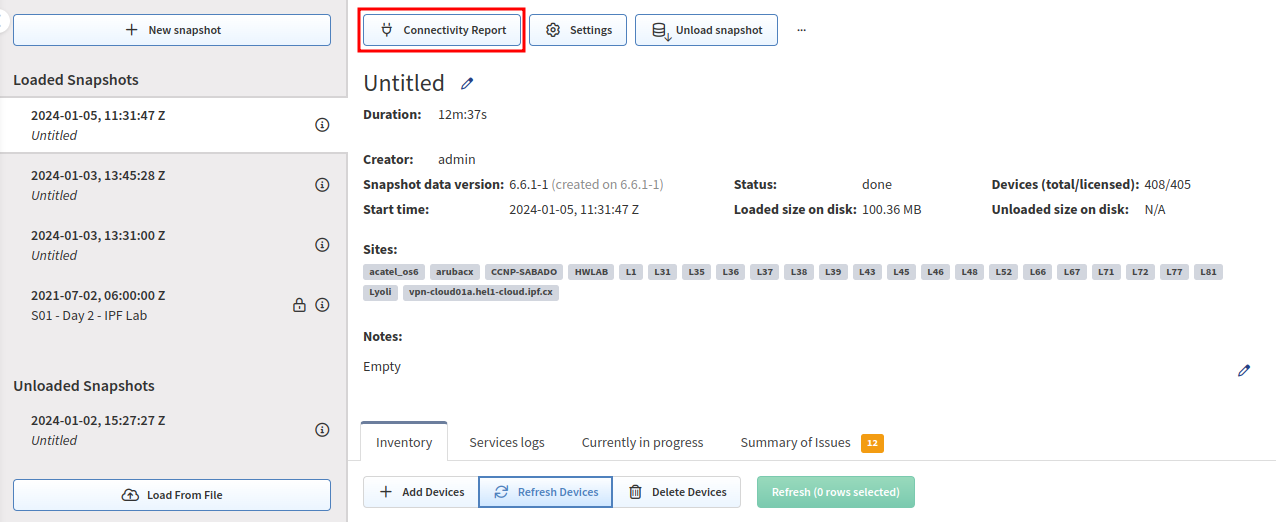 New snapshot
Loaded Snapshots
2024-01-05, 11:31:47 Z
Untitled
2024-01-03, 13:45:28 Z
Untitled
2024-01-03, 13:31:00 Z
Untitled
2021-07-02, 06:00:00 Z
S01 - Day 2 - IPF Lab
Unloaded Snapshots
2024-01-02, 15:27:27 Z
Untitled
Load From File
Connectivity Report Settings Unload snapshot ...
Untitled
Duration: 12m:37s
Creator: admin
Snapshot data version: 6.6.1-1 (created on 6.6.1-1) Status: done Devices (total/licensed): 408/405
Start time: 2024-01-05, 11:31:47 Z Loaded size on disk: 100.36 MB Unloaded size on disk: N/A
Sites:
acatel_os6 arubacx CCNP-SABADO HWLAB L1 L31 L35 L36 L37 L38 L39 L43 L45 L46 L48 L52 L66 L67 L71 L72 L77 L81
Lyoli vpn-cloud01a.hel1-cloud.ipf.cx
Notes:
Empty
Inventory Services logs Currently in progress Summary of Issues 12
Add Devices Refresh Devices Delete Devices Refresh (0 rows selected)